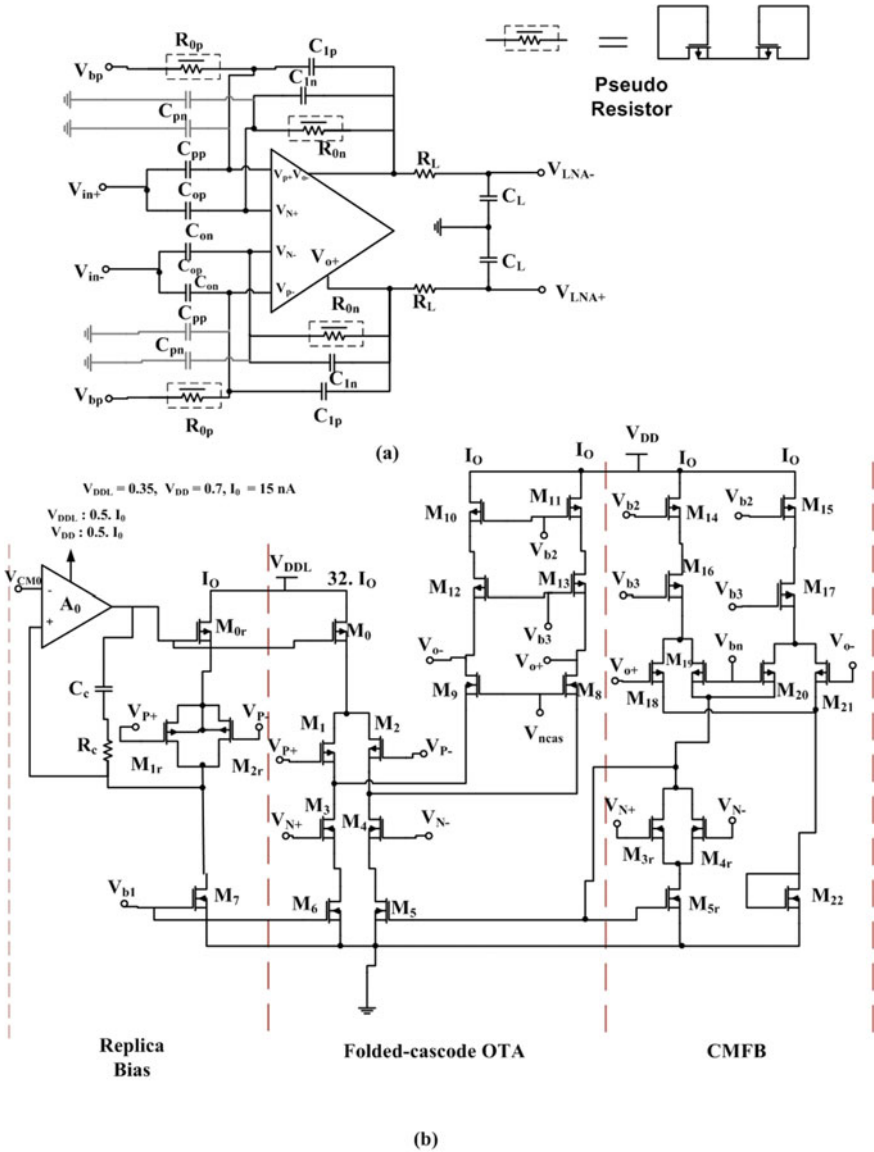 R0p
C1p
Vbp
C1n
Cpn
R0n
Pseudo
Resistor
=
Cpp
Vin+
Cop
Vp+
Vo-
VN+
RL
VLNA-
CL
Con
VN-
Vo+
Cop
Vin-
Con
Vp-
CL
RL
VLNA+
Cpp
R0n
Cpn
C1n
Vbp
C1p
R0p
(a)
VDDL = 0.35, VDD = 0.7, I0 = 15 nA
VDDL : 0.5. I0
VDD : 0.5. I0
IO
IO
VDD
IO
IO
M10
M11
Vb2
Vb2
M14
Vb2
M15
VCM0
-
A0
+
IO
VDDL
32. IO
M0r
M0
M12
M13
Vb3
Vb3
M16
Vb3
M17
Vo-
Vo+
M9
M8
Vncas
Vo+
M18
M19
Vbn
M20
M21
Vo-
Cc
Rc
VP+
VP-
M1r
M2r
M1
M2
VP+
VP-
M3
M4
VN+
VN-
VN+
VN-
M3r
M4r
Vb1
M7
M6
M5
M5r
M22
Replica
Bias
Folded-cascode OTA
CMFB
(b)